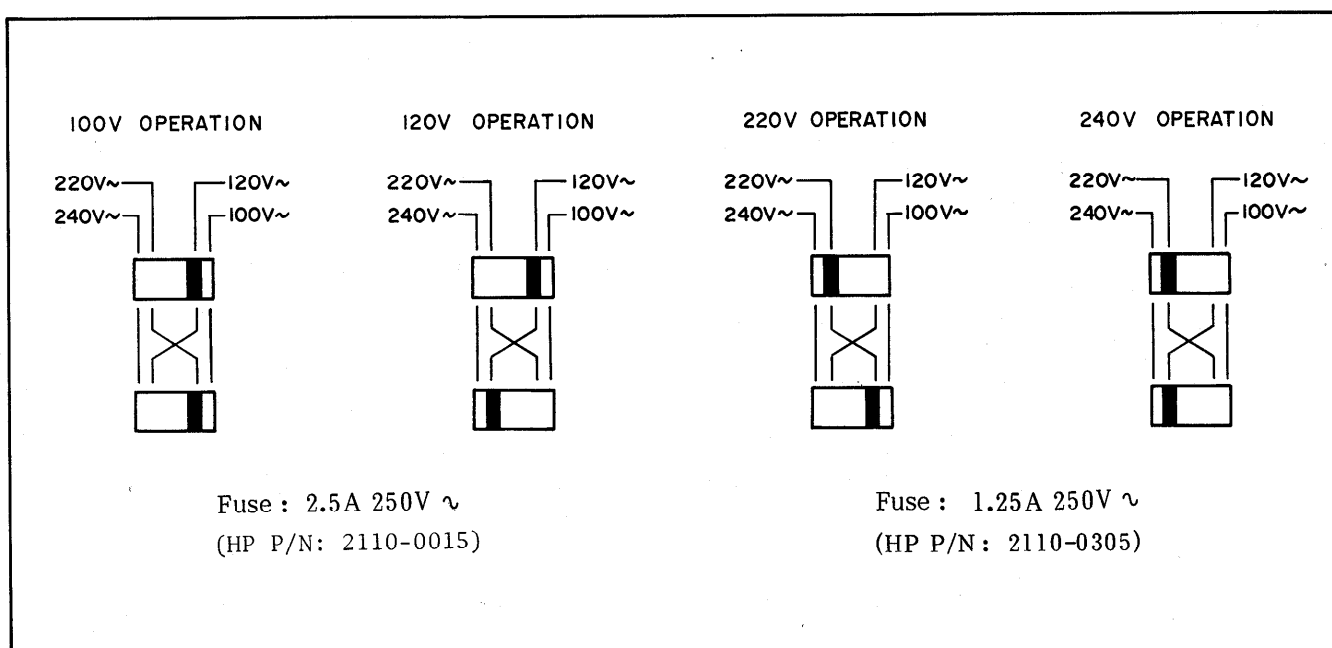 100V OPERATION 120V OPERATION 220V OPERATION 240V OPERATION
220V~ 120V~ 220V~ 120V~ 220V~ 120V~ 220V~ 120V~
240V~ 100V~ 240V~ 100V~ 240V~ 100V~ 240V~ 100V~
Fuse : 2.5A 250V ∿ Fuse : 1.25A 250V ∿
(HP P/N: 2110-0015) (HP P/N : 2110-0305)